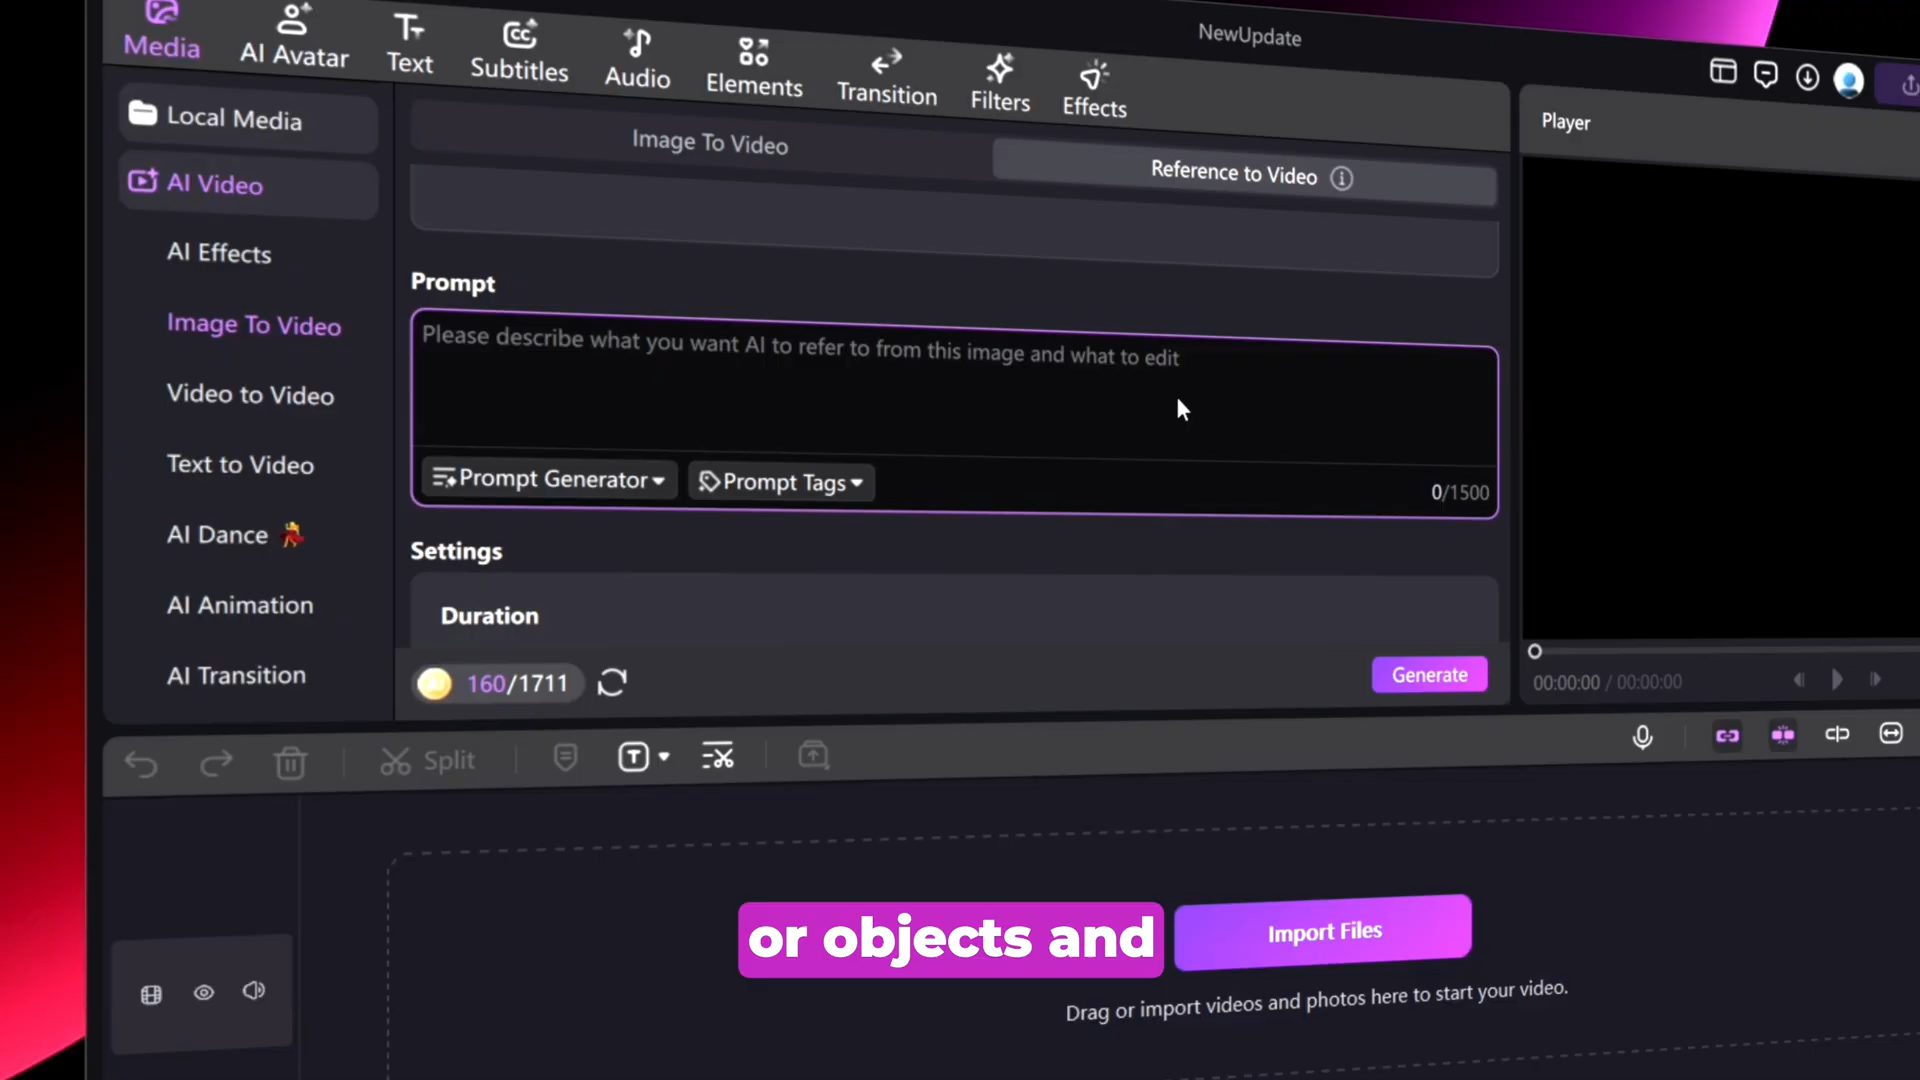 NewUpdate
Media
AI Avatar
Text
Subtitles
Audio
Elements
Transition
Filters
Effects
Local Media
AI Video
AI Effects
Image To Video
Video to Video
Text to Video
AI Dance
AI Animation
AI Transition
Image To Video
Reference to Video
Prompt
Please describe what you want AI to refer to from this image and what to edit
Prompt Generator
Prompt Tags
0/1500
Settings
Duration
160/1711
Generate
Player
00:00:00 / 00:00:00
Split
or objects and
Import Files
Drag or import videos and photos here to start your video.